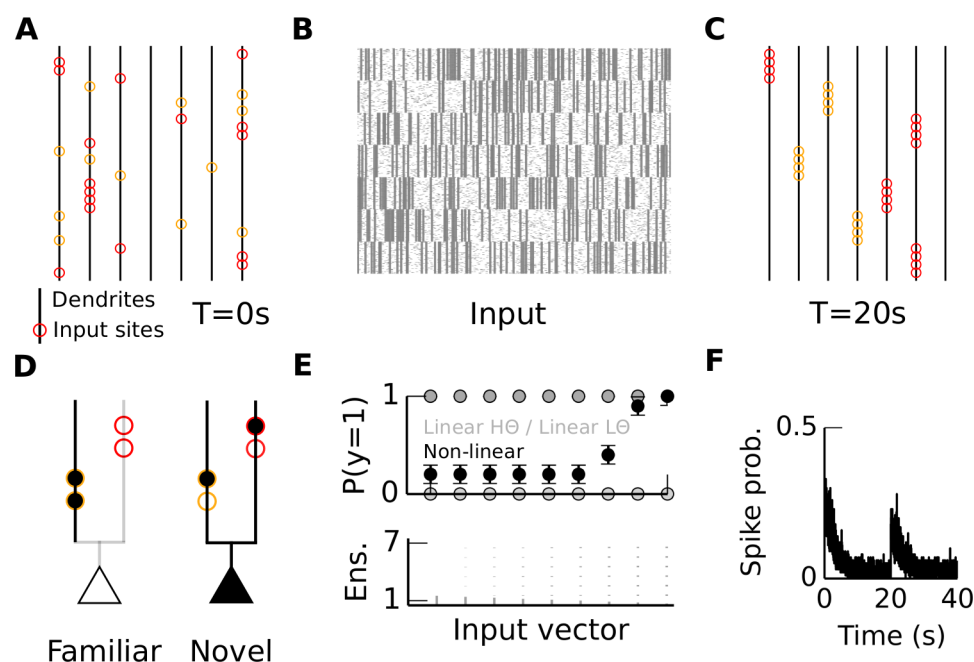 A
B
C
Dendrites
Input sites
T=0s
Input
T=20s
D
E
F
Familiar
Novel
P(y=1)
1
0
Linear HΘ / Linear LΘ
Non-linear
Ens.
7
1
Input vector
Spike prob.
0.5
0
0 20 40
Time (s)